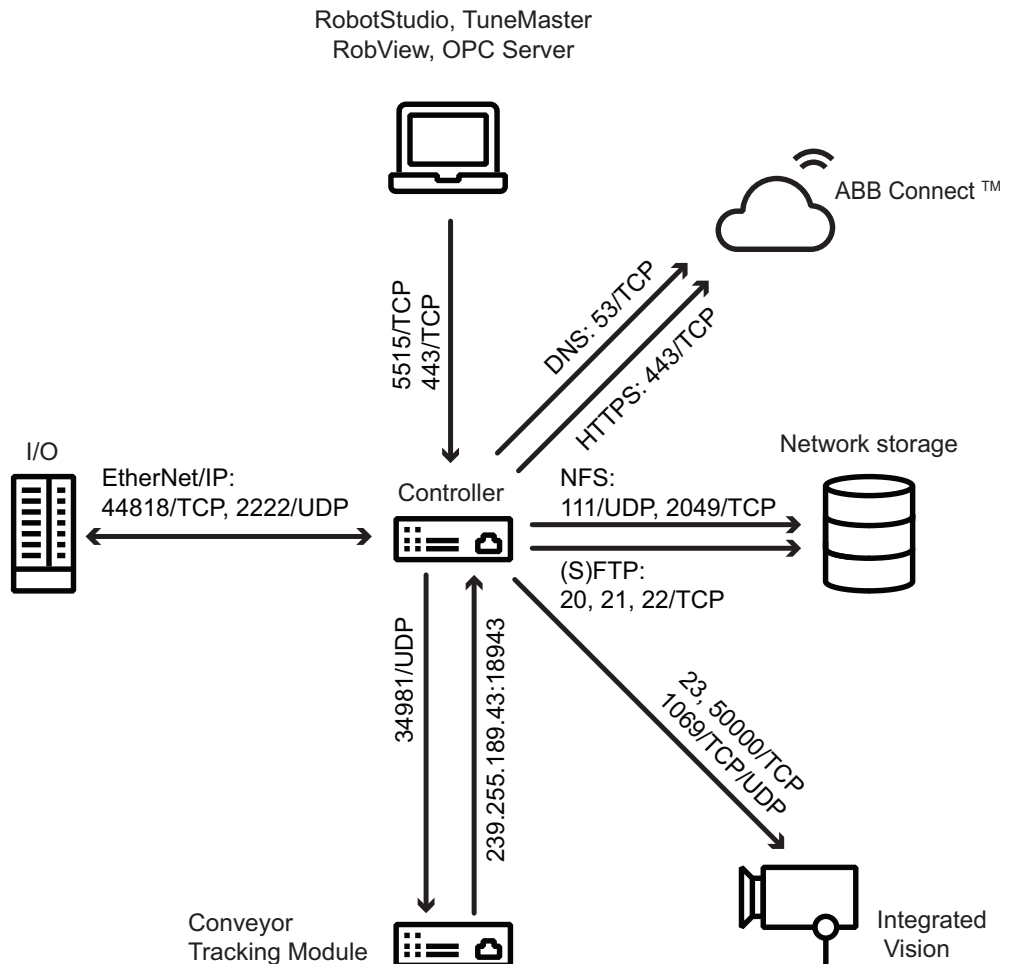 RobotStudio, TuneMaster
RobView, OPC Server
ABB Connect ™
5515/TCP
443/TCP
DNS: 53/TCP
HTTPS: 443/TCP
I/O
EtherNet/IP:
44818/TCP, 2222/UDP
Controller
Network storage
NFS:
111/UDP, 2049/TCP
(S)FTP:
20, 21, 22/TCP
34981/UDP
239.255.189.43:18943
23, 50000/TCP
1069/TCP/UDP
Conveyor
Tracking Module
Integrated
Vision